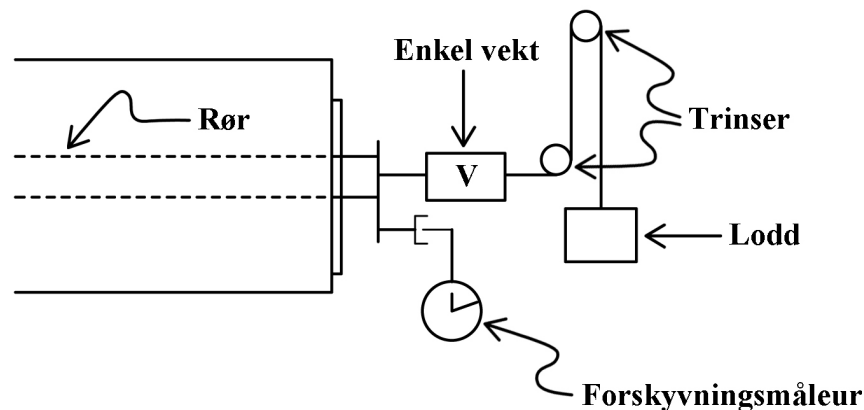 Enkel vekt
Rør
Trinser
V
Lodd
Forskyvningsmåleur